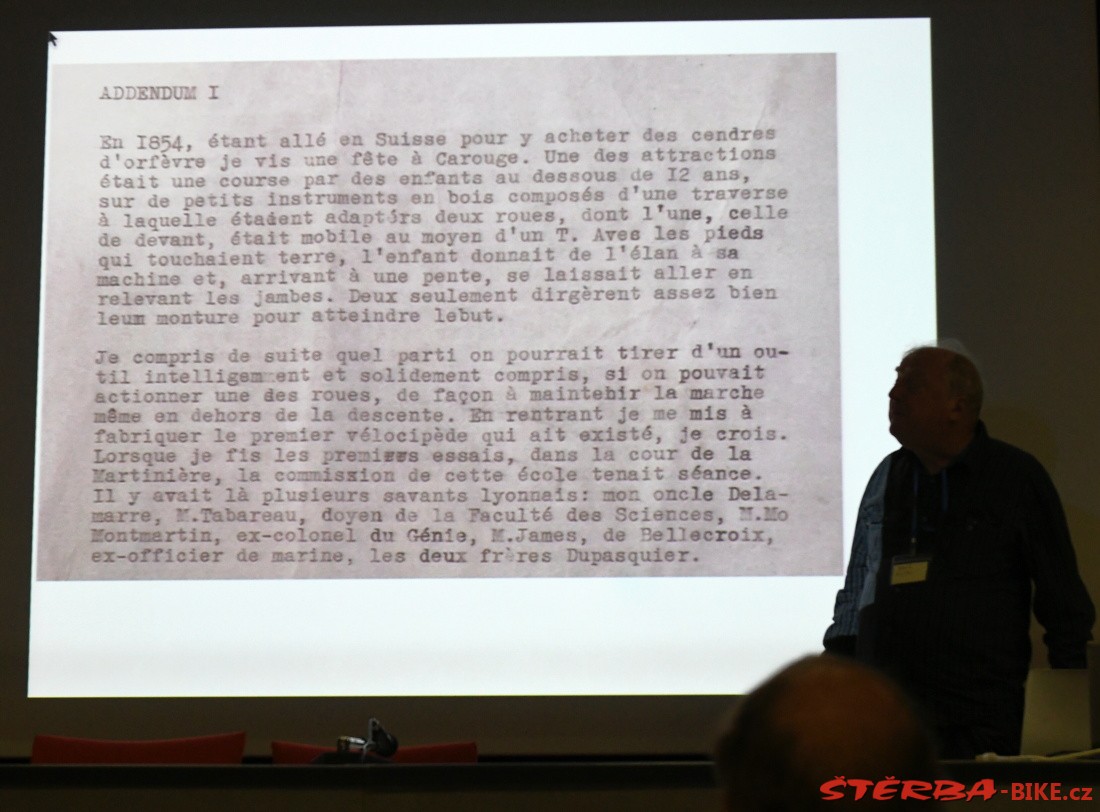 ADDENDUM I
En I854, étant allé en Suisse pour y acheter des cendres
d'orfèvre je vis une fête à Carouge. Une des attractions
était une course par des enfants au dessous de I2 ans,
sur de petits instruments en bois composés d'une traverse
à laquelle étaient adaptérs deux roues, dont l'une, celle
de devant, était mobile au moyen d'un T. Aves les pieds
qui touchaient terre, l'enfant donnait de l'élan à sa
machine et, arrivant à une pente, se laissait aller en
relevant les jambes. Deux seulement dirgèrent assez bien
leum monture pour atteindre lebut.
Je compris de suite quel parti on pourrait tirer d'un ou-
til intelligemment et solidement compris, si on pouvait
actionner une des roues, de façon à maintebir la marche
même en dehors de la descente. En rentrant je me mis à
fabriquer le premier vélocipède qui ait existé, je crois.
Lorsque je fis les premiers essais, dans la cour de la
Martinière, la commission de cette école tenait séance.
Il y avait là plusieurs savants lyonnais: mon oncle Dela-
marre, M.Tabareau, doyen de la Faculté des Sciences, M.Mo
Montmartin, ex-colonel du Génie, M.James, de Bellecroix,
ex-officier de marine, les deux frères Dupasquier.
ŠTĚRBA-BIKE.cz